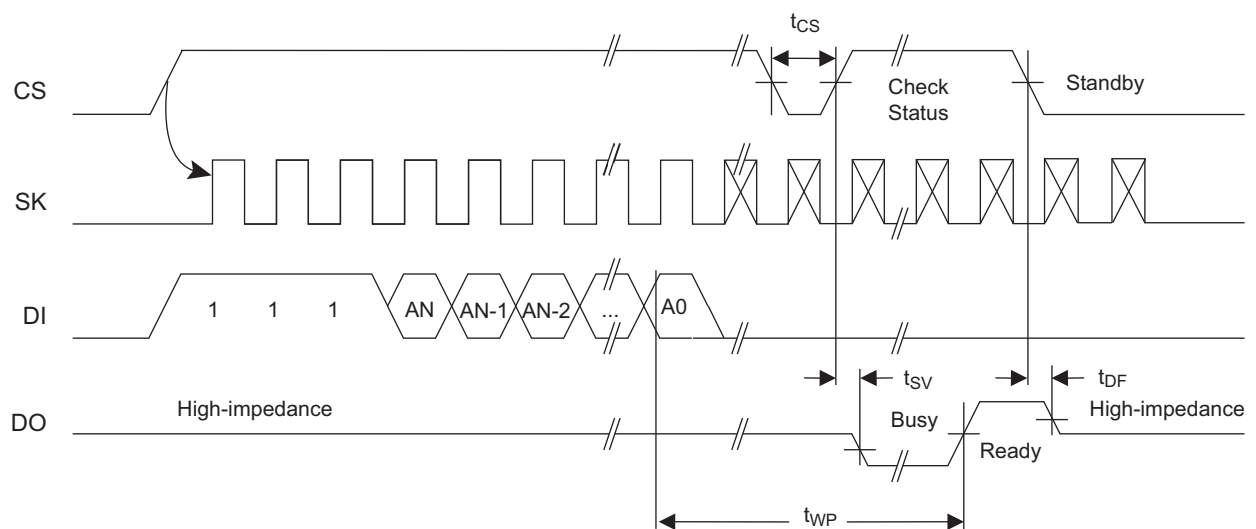 tCS
CS
Check
Status
Standby
SK
DI
1 1 1 AN AN-1 AN-2 ... A0
tSV
tDF
DO
High-impedance
Busy
Ready
High-impedance
tWP